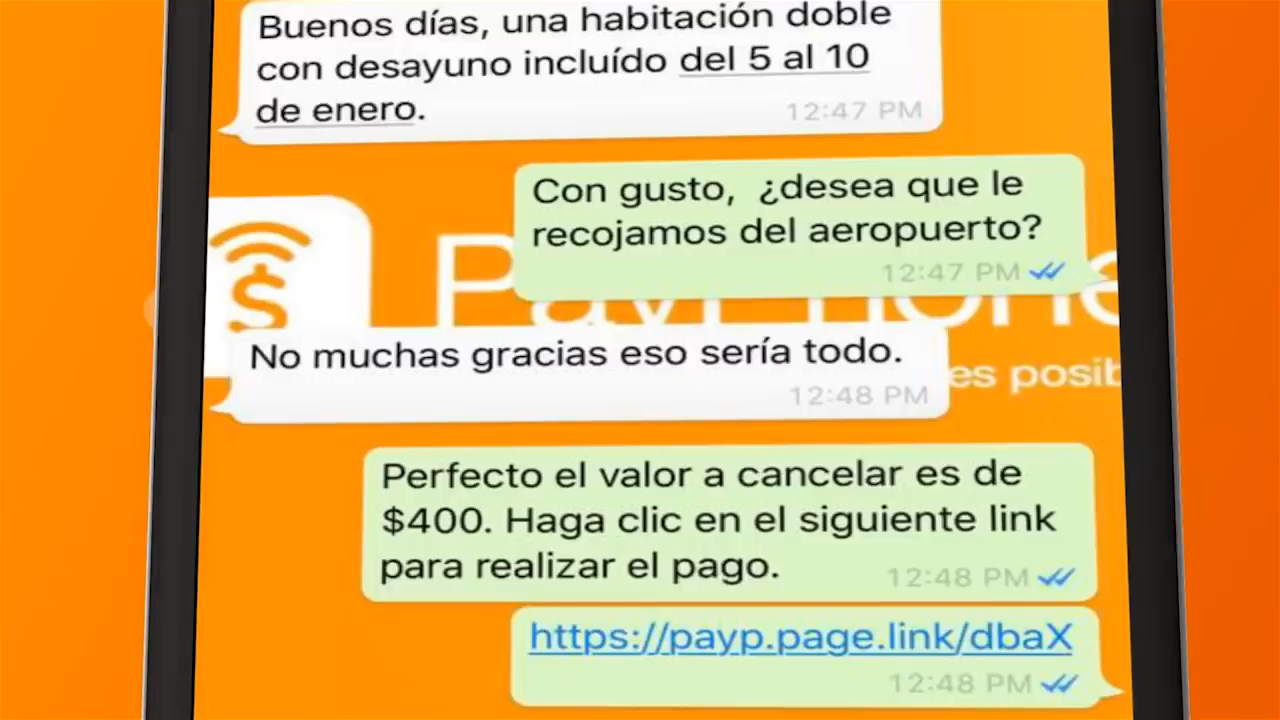 Buenos días, una habitación doble
con desayuno incluído del 5 al 10
de enero.
12:47 PM
Con gusto, ¿desea que le
recojamos del aeropuerto?
12:47 PM
PayPhone
No muchas gracias eso sería todo.
es posib
12:48 PM
Perfecto el valor a cancelar es de
$400. Haga clic en el siguiente link
para realizar el pago.
12:48 PM
https://payp.page.link/dbaX
12:48 PM